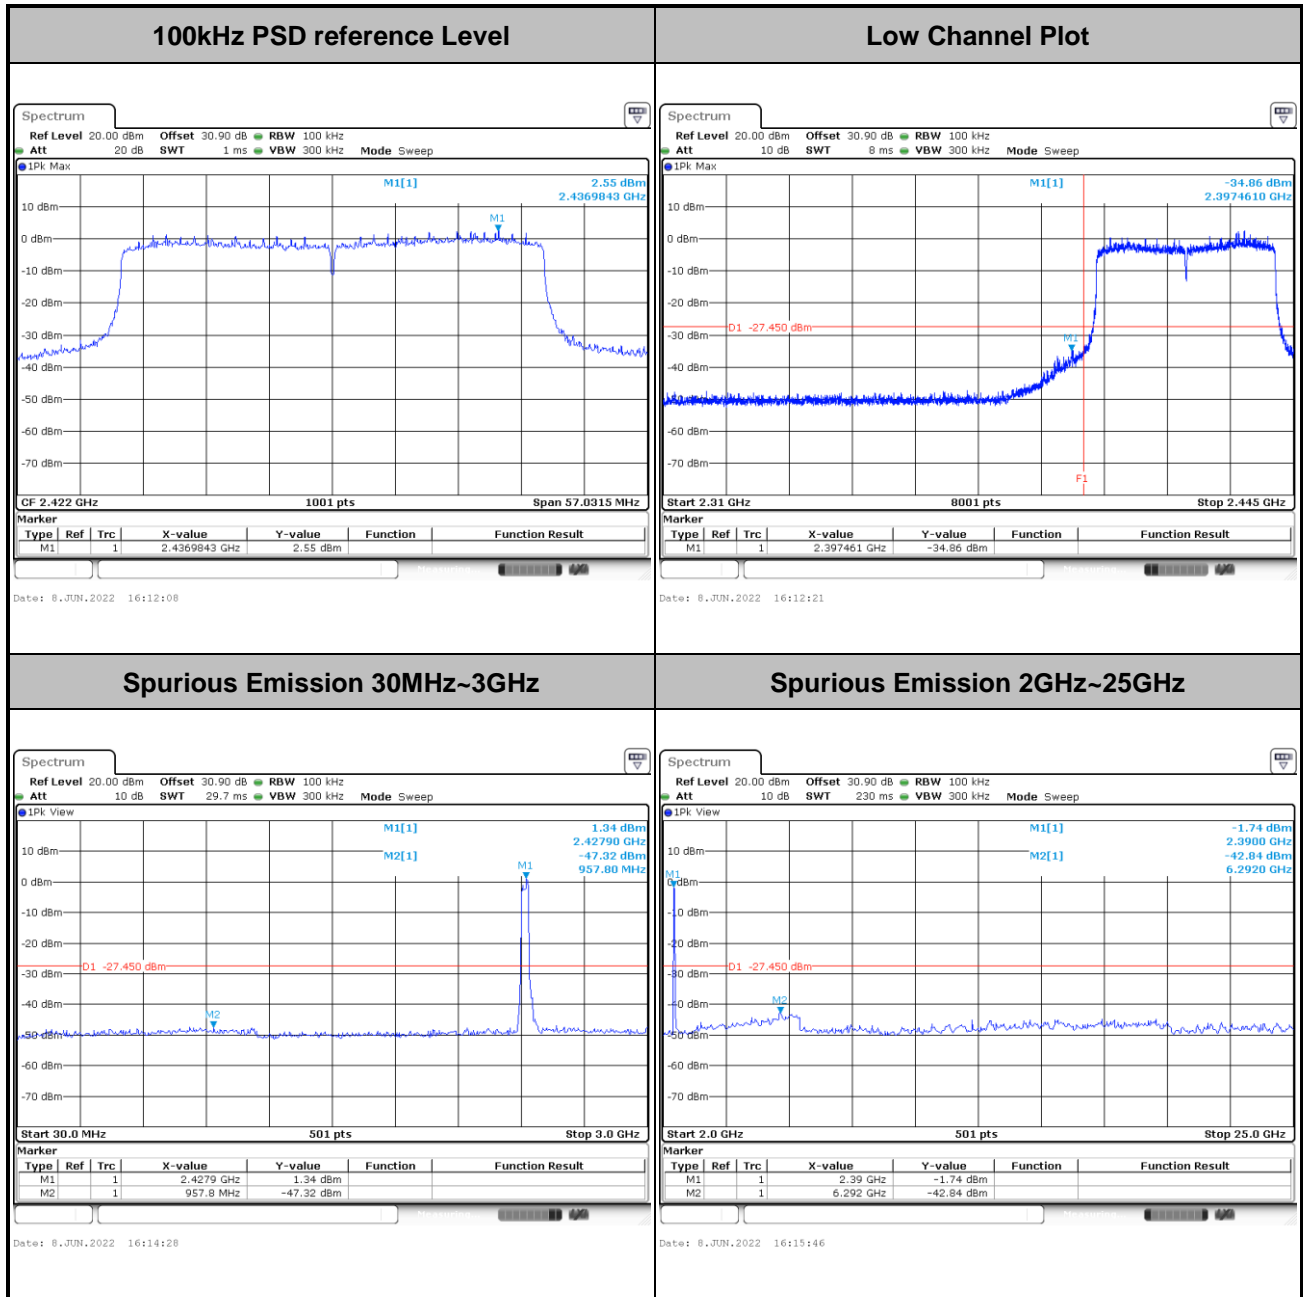 100kHz PSD reference Level
Low Channel Plot
Spectrum
Ref Level 20.00 dBm Offset 30.90 dB RBW 100 kHz
Att 20 dB SWT 1 ms VBW 300 kHz Mode Sweep
1Pk Max
M1[1] 2.55 dBm
2.4369843 GHz
M1
10 dBm
0 dBm
-10 dBm
-20 dBm
-30 dBm
-40 dBm
-50 dBm
-60 dBm
-70 dBm
CF 2.422 GHz 1001 pts Span 57.0315 MHz
Marker
Type Ref Trc X-value Y-value Function Function Result
M1 1 2.4369843 GHz 2.55 dBm
Date: 8.JUN.2022 16:12:08
Spectrum
Ref Level 20.00 dBm Offset 30.90 dB RBW 100 kHz
Att 10 dB SWT 8 ms VBW 300 kHz Mode Sweep
1Pk Max
M1[1] -34.86 dBm
2.3974610 GHz
10 dBm
0 dBm
-10 dBm
-20 dBm
D1 -27.450 dBm
-30 dBm
M1
-40 dBm
-60 dBm
-70 dBm
F1
Start 2.31 GHz 8001 pts Stop 2.445 GHz
Marker
Type Ref Trc X-value Y-value Function Function Result
M1 1 2.397461 GHz -34.86 dBm
Date: 8.JUN.2022 16:12:21
Spurious Emission 30MHz~3GHz
Spurious Emission 2GHz~25GHz
Spectrum
Ref Level 20.00 dBm Offset 30.90 dB RBW 100 kHz
Att 10 dB SWT 29.7 ms VBW 300 kHz Mode Sweep
1Pk View
M1[1] 1.34 dBm
2.42790 GHz
M2[1] -47.32 dBm
957.80 MHz
M1
10 dBm
0 dBm
-10 dBm
-20 dBm
D1 -27.450 dBm
-30 dBm
-40 dBm
M2
-50 dBm
-60 dBm
-70 dBm
Start 30.0 MHz 501 pts Stop 3.0 GHz
Marker
Type Ref Trc X-value Y-value Function Function Result
M1 1 2.4279 GHz 1.34 dBm
M2 1 957.8 MHz -47.32 dBm
Date: 8.JUN.2022 16:14:28
Spectrum
Ref Level 20.00 dBm Offset 30.90 dB RBW 100 kHz
Att 10 dB SWT 230 ms VBW 300 kHz Mode Sweep
1Pk View
M1[1] -1.74 dBm
2.3900 GHz
M2[1] -42.84 dBm
6.2920 GHz
10 dBm
M1
0 dBm
-10 dBm
-20 dBm
D1 -27.450 dBm
-30 dBm
-40 dBm
M2
-50 dBm
-60 dBm
-70 dBm
Start 2.0 GHz 501 pts Stop 25.0 GHz
Marker
Type Ref Trc X-value Y-value Function Function Result
M1 1 2.39 GHz -1.74 dBm
M2 1 6.292 GHz -42.84 dBm
Date: 8.JUN.2022 16:15:46